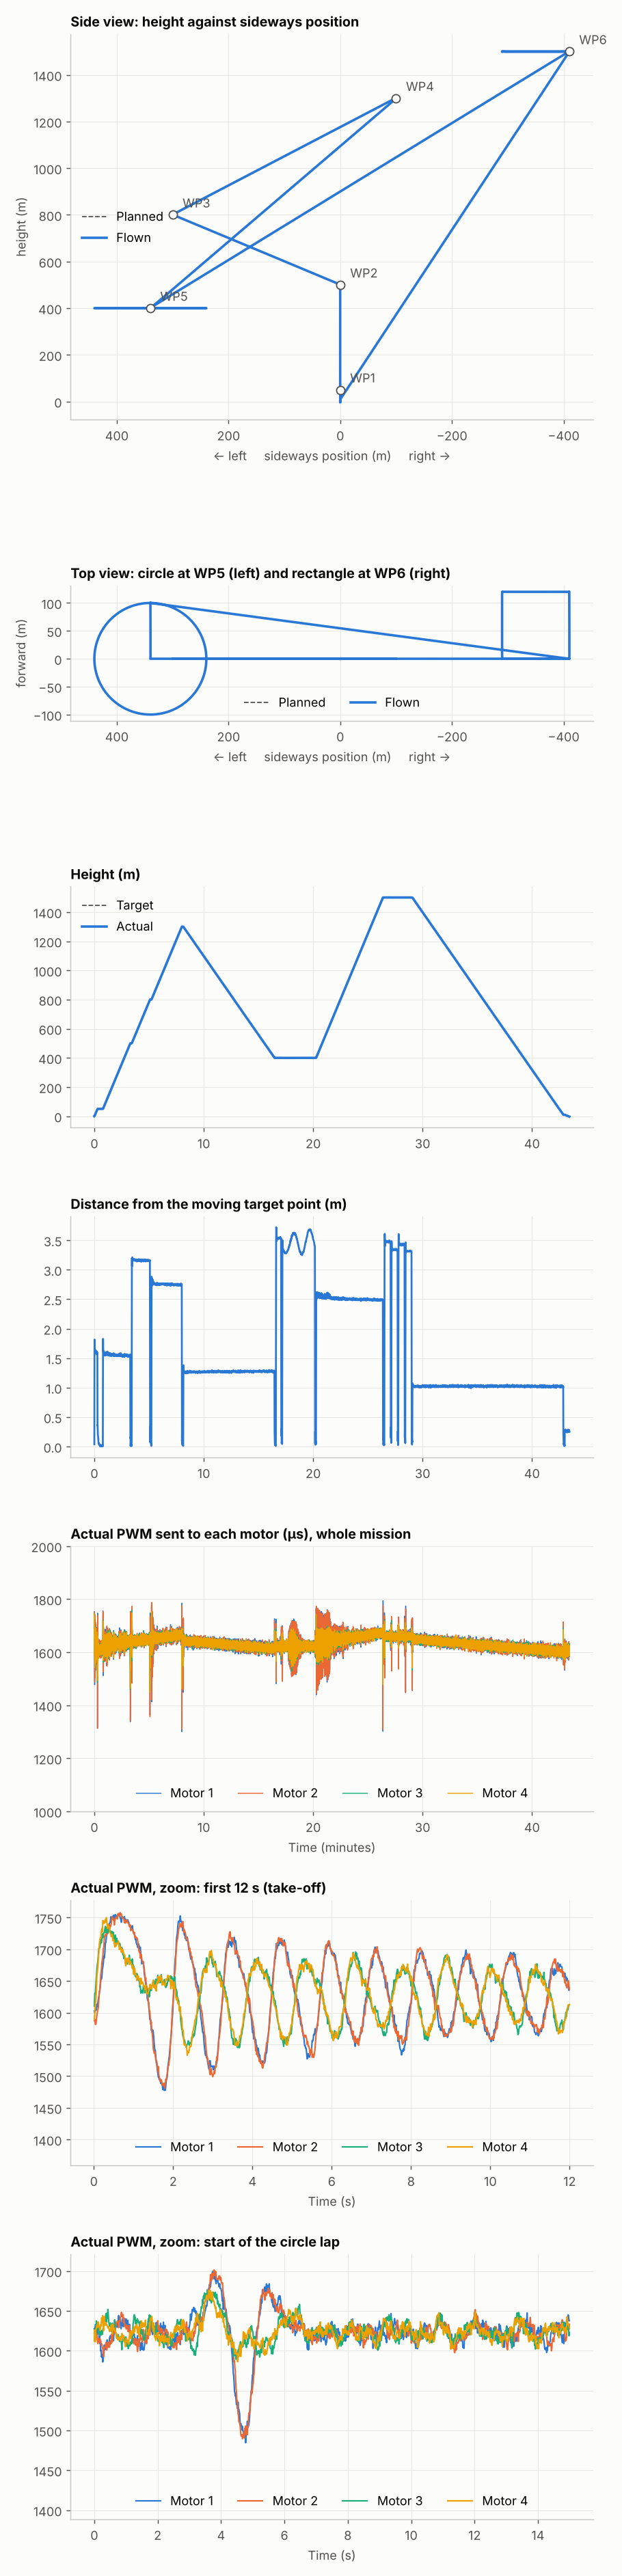 Side view: height against sideways position
WP6
1400
WP4
1200
1000
WP3
800
Planned
Flown
height (m)
600
WP2
WP5
400
200
WP1
0
400 200 0 −200 −400
← left sideways position (m) right →
Top view: circle at WP5 (left) and rectangle at WP6 (right)
100
50
forward (m)
0
−50
Planned Flown
−100
400 200 0 −200 −400
← left sideways position (m) right →
Height (m)
Target
1400
Actual
1200
1000
800
600
400
200
0
0 10 20 30 40
Distance from the moving target point (m)
3.5
3.0
2.5
2.0
1.5
1.0
0.5
0.0
0 10 20 30 40
Actual PWM sent to each motor (μs), whole mission
2000
1800
1600
1400
1200
Motor 1 Motor 2 Motor 3 Motor 4
1000
0 10 20 30 40
Time (minutes)
Actual PWM, zoom: first 12 s (take-off)
1750
1700
1650
1600
1550
1500
1450
1400
Motor 1 Motor 2 Motor 3 Motor 4
0 2 4 6 8 10 12
Time (s)
Actual PWM, zoom: start of the circle lap
1700
1650
1600
1550
1500
1450
Motor 1 Motor 2 Motor 3 Motor 4
1400
0 2 4 6 8 10 12 14
Time (s)